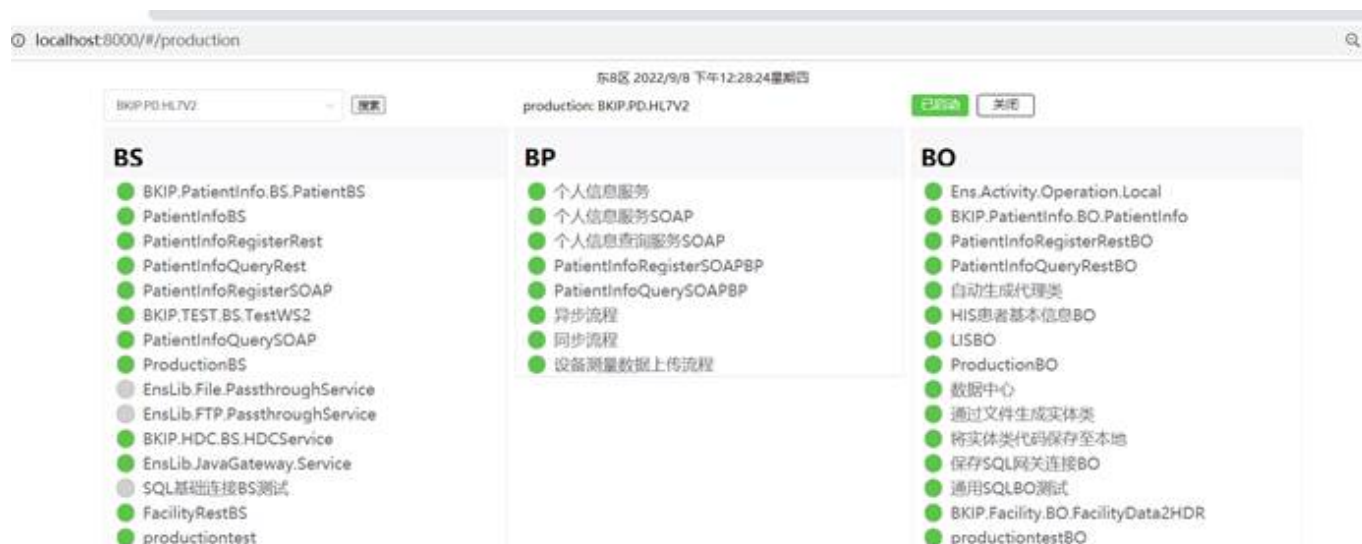 localhost:8000/#/production
东8区 2022/9/8 下午12:28:24星期四
BKIP.PD.HL7V2
搜索
production: BKIP.PD.HL7V2
已启动
关闭
BS
BKIP.PatientInfo.BS.PatientBS
PatientInfoBS
PatientInfoRegisterRest
PatientInfoQueryRest
PatientInfoRegisterSOAP
BKIP.TEST.BS.TestWS2
PatientInfoQuerySOAP
ProductionBS
EnsLib.File.PassthroughService
EnsLib.FTP.PassthroughService
BKIP.HDC.BS.HDCService
EnsLib.JavaGateway.Service
SQL基础连接BS测试
FacilityRestBS
productiontest
BP
个人信息服务
个人信息服务SOAP
个人信息查询服务SOAP
PatientInfoRegisterSOAPBP
PatientInfoQuerySOAPBP
异步流程
同步流程
设备测量数据上传流程
BO
Ens.Activity.Operation.Local
BKIP.PatientInfo.BO.PatientInfo
PatientInfoRegisterRestBO
PatientInfoQueryRestBO
自动生成代理类
HIS患者基本信息BO
LISBO
ProductionBO
数据中心
通过文件生成实体类
将实体类代码保存至本地
保存SQL网关连接BO
通用SQLBO测试
BKIP.Facility.BO.FacilityData2HDR
productiontestBO